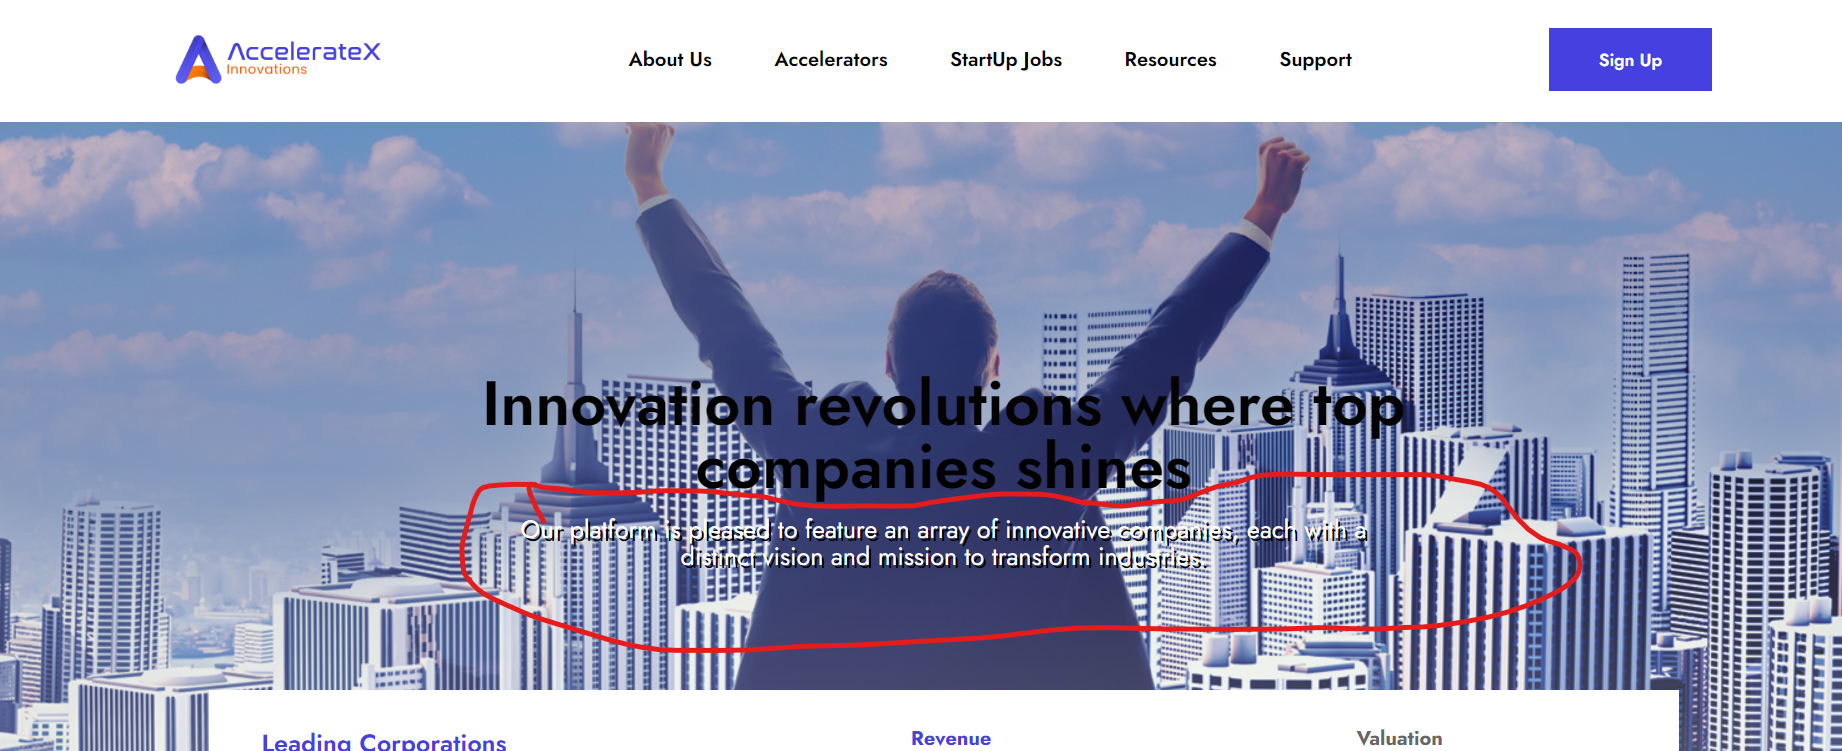 AccelerateX
Innovations
About Us
Accelerators
StartUp Jobs
Resources
Support
Sign Up
Innovation revolutions where top
companies shines
Our platform is pleased to feature an array of innovative companies, each with a
distinct vision and mission to transform industries.
Leading Corporations
Revenue
Valuation